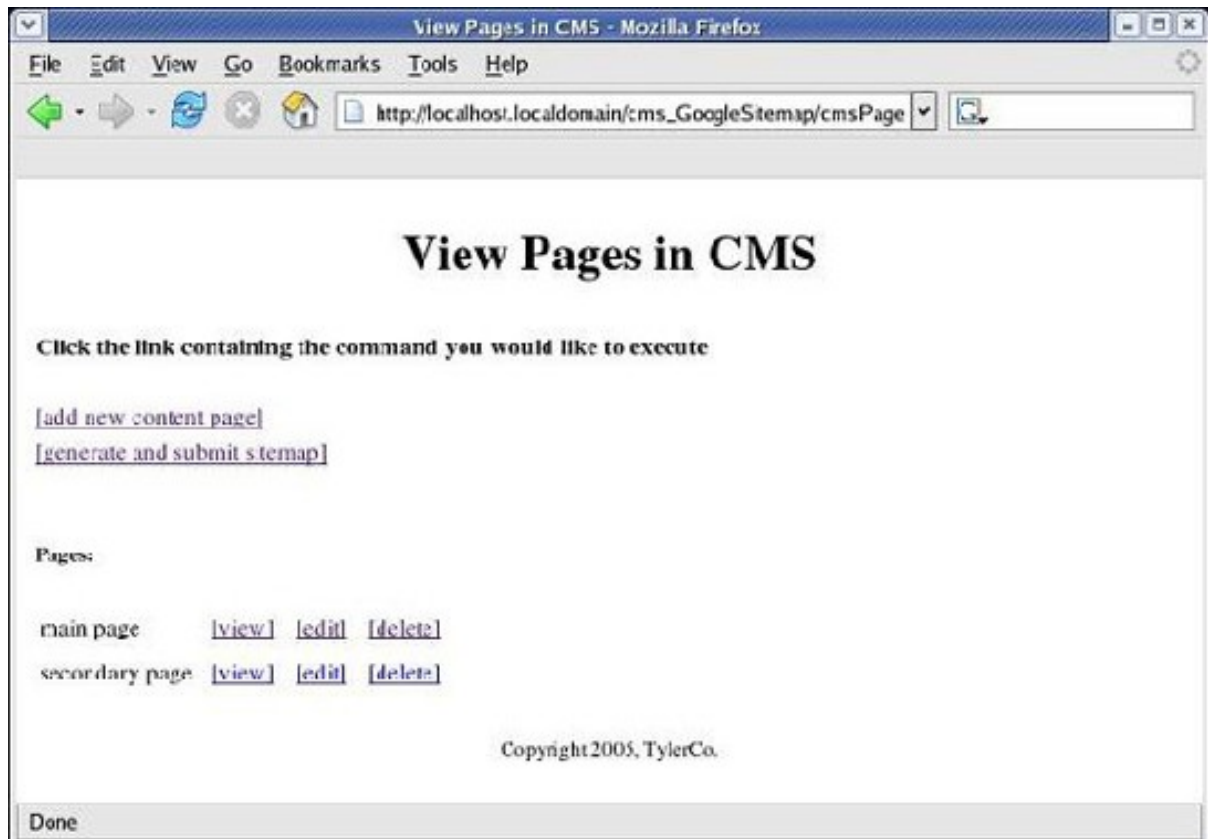 View Pages in CMS - Mozilla Firefox
File Edit View Go Bookmarks Tools Help
http://localhost.localdomain/cms_GoogleSitemap/cmsPage
View Pages in CMS
Click the link containing the command you would like to execute
[add new content page]
[generate and submit sitemap]
Pages:
main page [view] [edit] [delete]
secondary page [view] [edit] [delete]
Copyright 2005, TylerCo.
Done